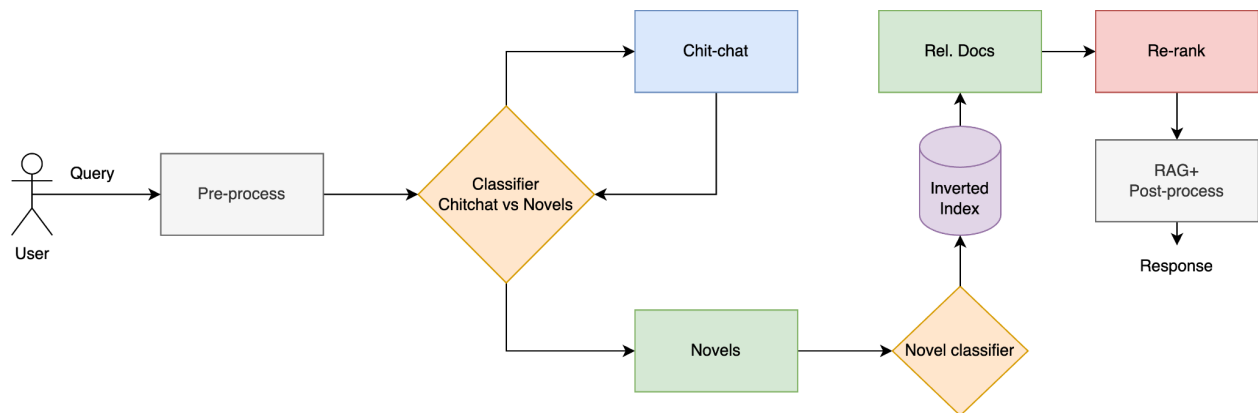 Query
User
Pre-process
Classifier
Chitchat vs Novels
Chit-chat
Novels
Novel classifier
Inverted
Index
Rel. Docs
Re-rank
RAG+
Post-process
Response